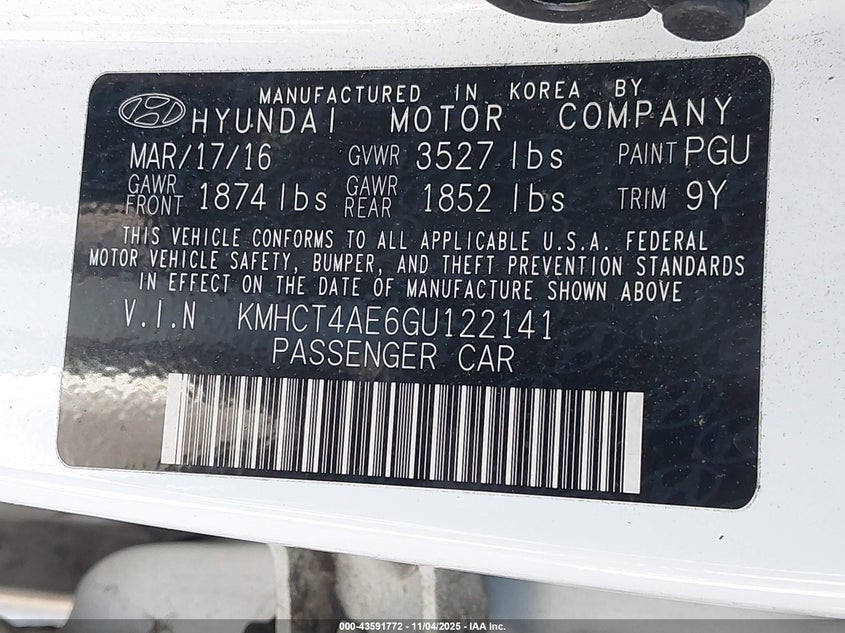 MANUFACTURED IN KOREA BY
HYUNDAI MOTOR COMPANY
MAR/17/16 GVWR 3527 lbs PAINT PGU
GAWR FRONT 1874 lbs GAWR REAR 1852 lbs TRIM 9Y
THIS VEHICLE CONFORMS TO ALL APPLICABLE U.S.A. FEDERAL
MOTOR VEHICLE SAFETY, BUMPER, AND THEFT PREVENTION STANDARDS
IN EFFECT ON THE DATE OF MANUFACTURE SHOWN ABOVE
V.I.N KMHCT4AE6GU122141
PASSENGER CAR
000-43591772 - 11/04/2025 - IAA Inc.